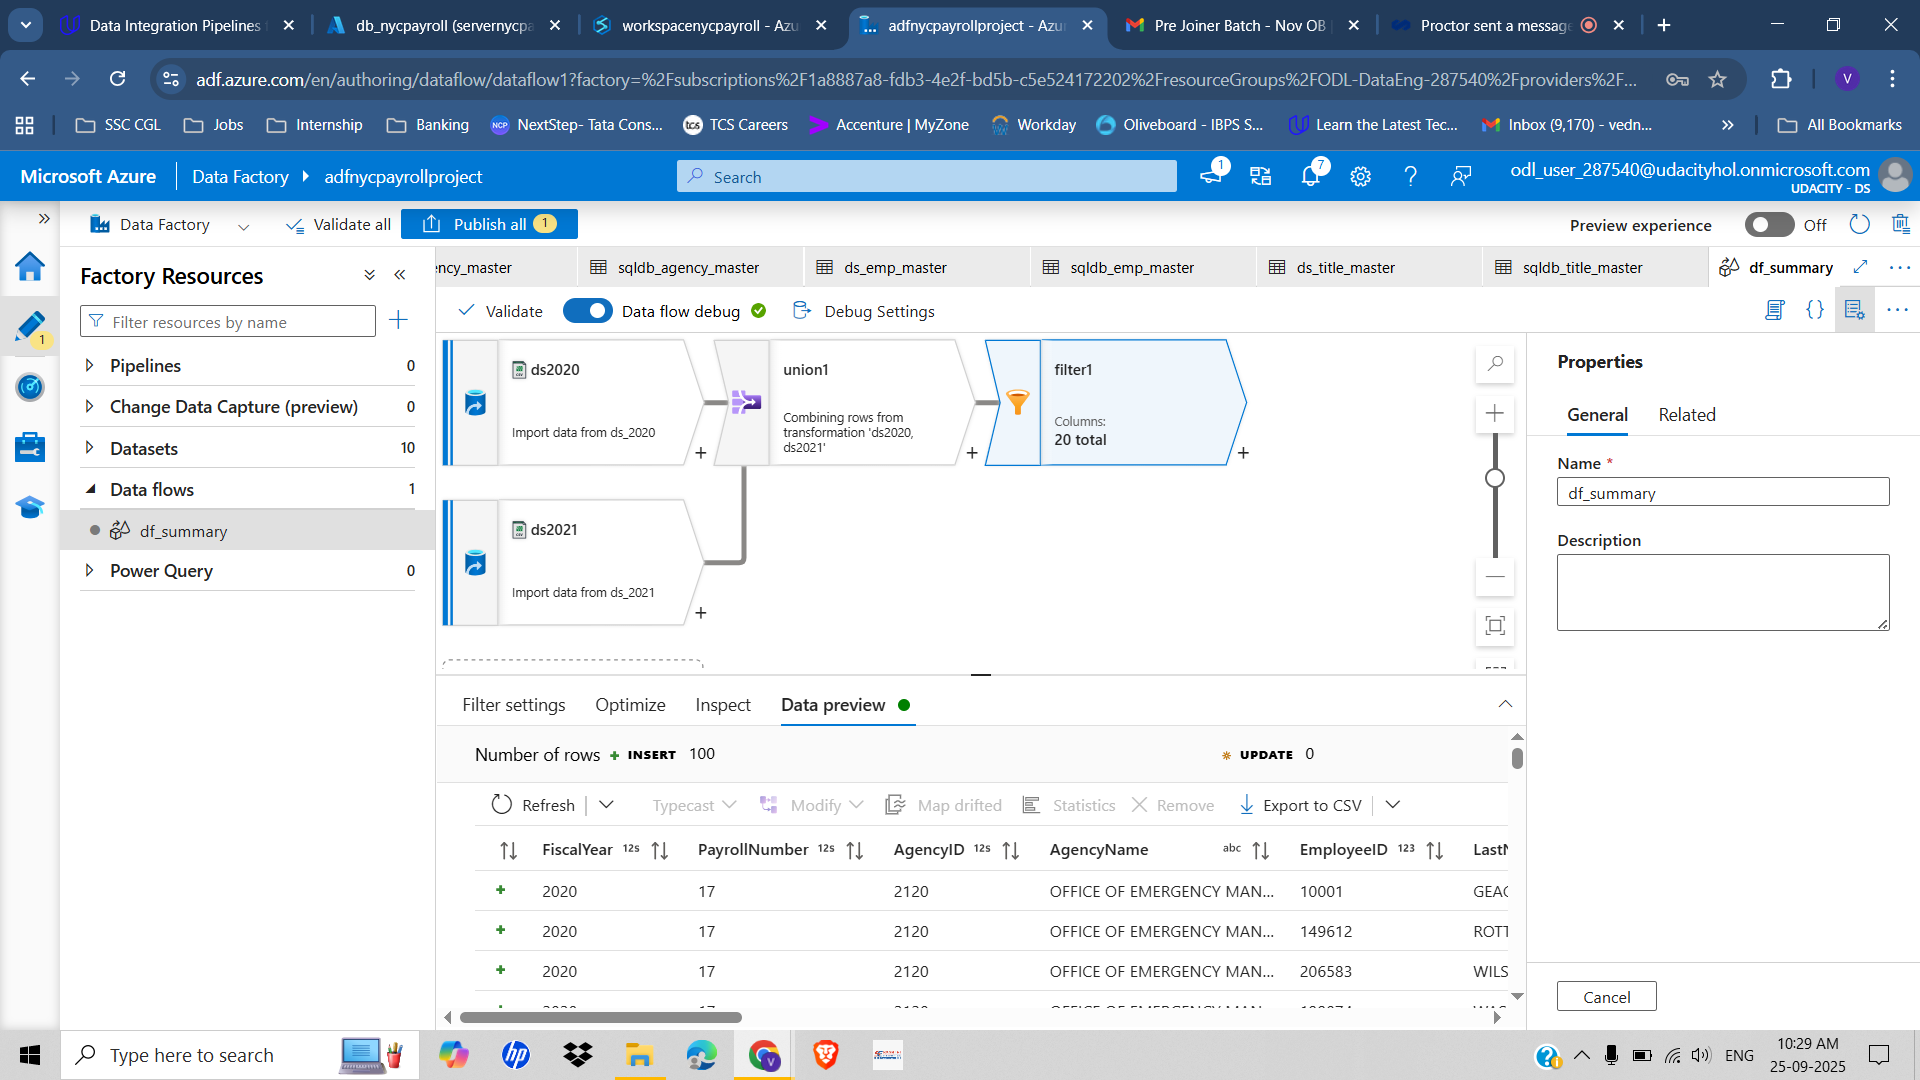 Data Integration Pipelines f
db_nycpayroll (servernycpa
workspacenycpayroll - Azu
adfnycpayrollproject - Azu
Pre Joiner Batch - Nov OB
Proctor sent a message
adf.azure.com/en/authoring/dataflow/dataflow1?factory=%2Fsubscriptions%2F1a8887a8-fdb3-4e2f-bd5b-c5e524172202%2FresourceGroups%2FODL-DataEng-287540%2Fproviders%2F...
V
SSC CGL
Jobs
Internship
Banking
NextStep- Tata Cons...
TCS Careers
Accenture | MyZone
Workday
Oliveboard - IBPS S...
Learn the Latest Tec...
Inbox (9,170) - vedn...
All Bookmarks
Microsoft Azure
Data Factory
adfnycpayrollproject
Search
1
7
odl_user_287540@udacityhol.onmicrosoft.com
UDACITY - DS
Data Factory
Validate all
Publish all 1
Preview experience
Off
Factory Resources
ency_master
sqldb_agency_master
ds_emp_master
sqldb_emp_master
ds_title_master
sqldb_title_master
df_summary
Filter resources by name
1
Validate
Data flow debug
Debug Settings
Pipelines 0
Change Data Capture (preview) 0
Datasets 10
Data flows 1
df_summary
Power Query 0
ds2020
Import data from ds_2020
union1
Combining rows from
transformation 'ds2020,
ds2021'
filter1
Columns:
20 total
ds2021
Import data from ds_2021
Properties
General
Related
Name *
df_summary
Description
Cancel
Filter settings
Optimize
Inspect
Data preview
Number of rows + INSERT 100
UPDATE 0
Refresh
Typecast
Modify
Map drifted
Statistics
Remove
Export to CSV
FiscalYear 12s PayrollNumber 12s AgencyID 12s AgencyName abc EmployeeID 123 LastN
2020 17 2120 OFFICE OF EMERGENCY MAN... 10001 GEAG
2020 17 2120 OFFICE OF EMERGENCY MAN... 149612 ROTT
2020 17 2120 OFFICE OF EMERGENCY MAN... 206583 WILS
Type here to search
ENG
10:29 AM
25-09-2025